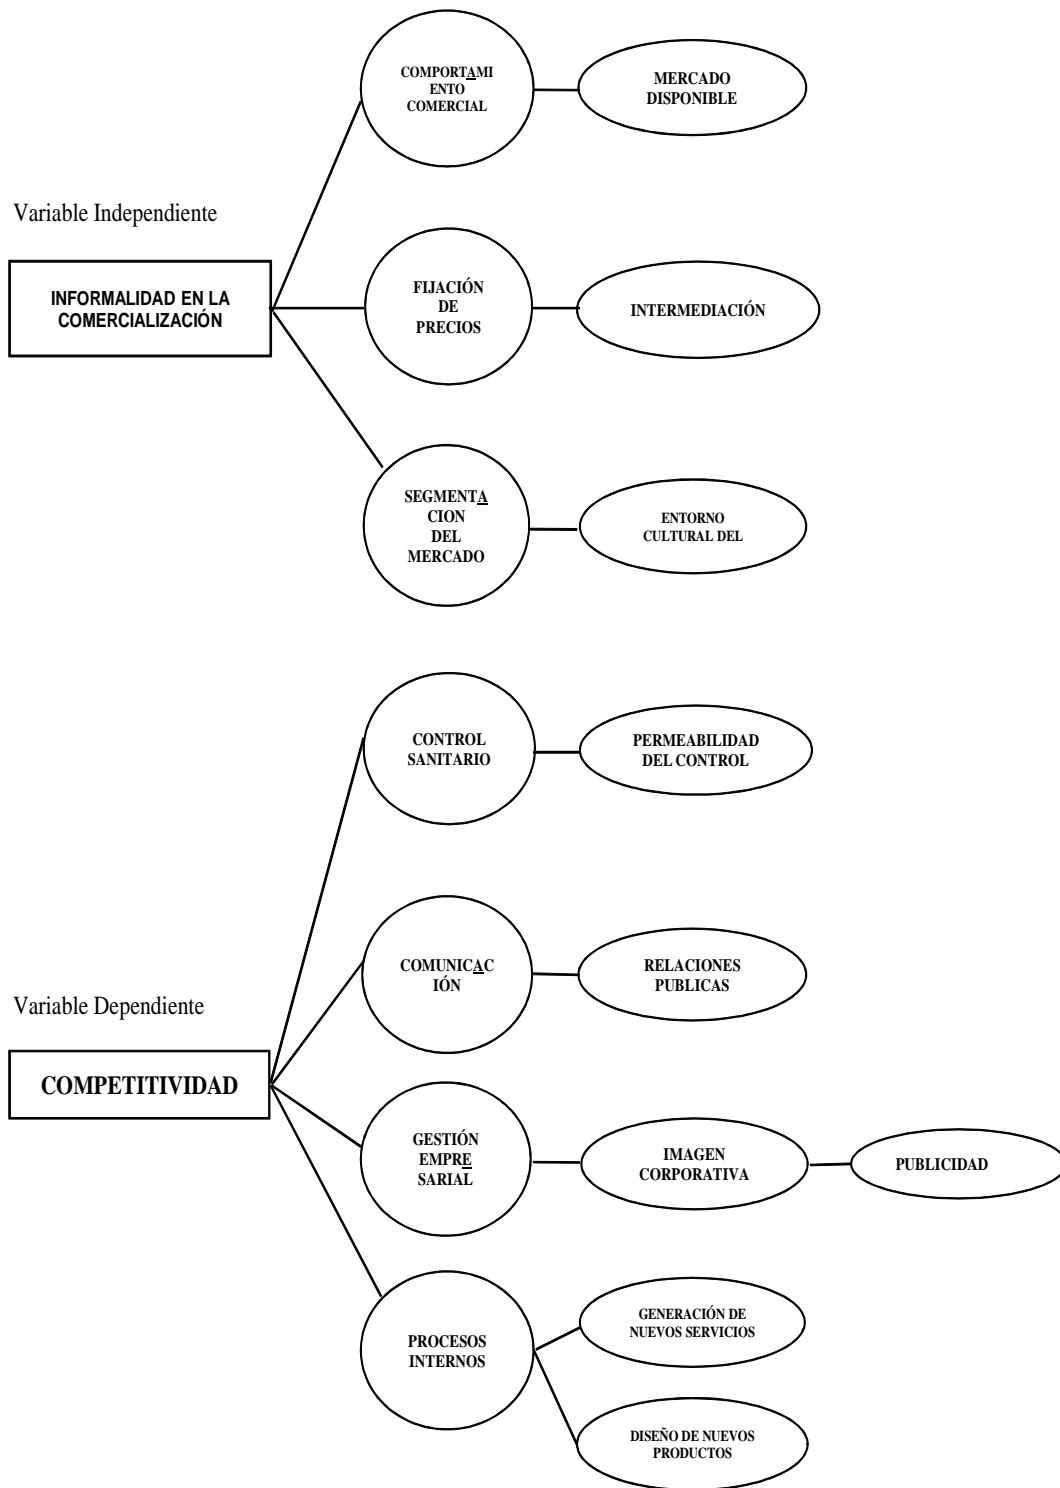 COMPORTAMI
ENTO
COMERCIAL
MERCADO
DISPONIBLE
Variable Independiente
INFORMALIDAD EN LA
COMERCIALIZACIÓN
FIJACIÓN
DE
PRECIOS
INTERMEDIACIÓN
SEGMENTA
CION
DEL
MERCADO
ENTORNO
CULTURAL DEL
CONTROL
SANITARIO
PERMEABILIDAD
DEL CONTROL
COMUNICAC
IÓN
RELACIONES
PUBLICAS
Variable Dependiente
COMPETITIVIDAD
GESTIÓN
EMPRE
SARIAL
IMAGEN
CORPORATIVA
PUBLICIDAD
PROCESOS
INTERNOS
GENERACIÓN DE
NUEVOS SERVICIOS
DISEÑO DE NUEVOS
PRODUCTOS